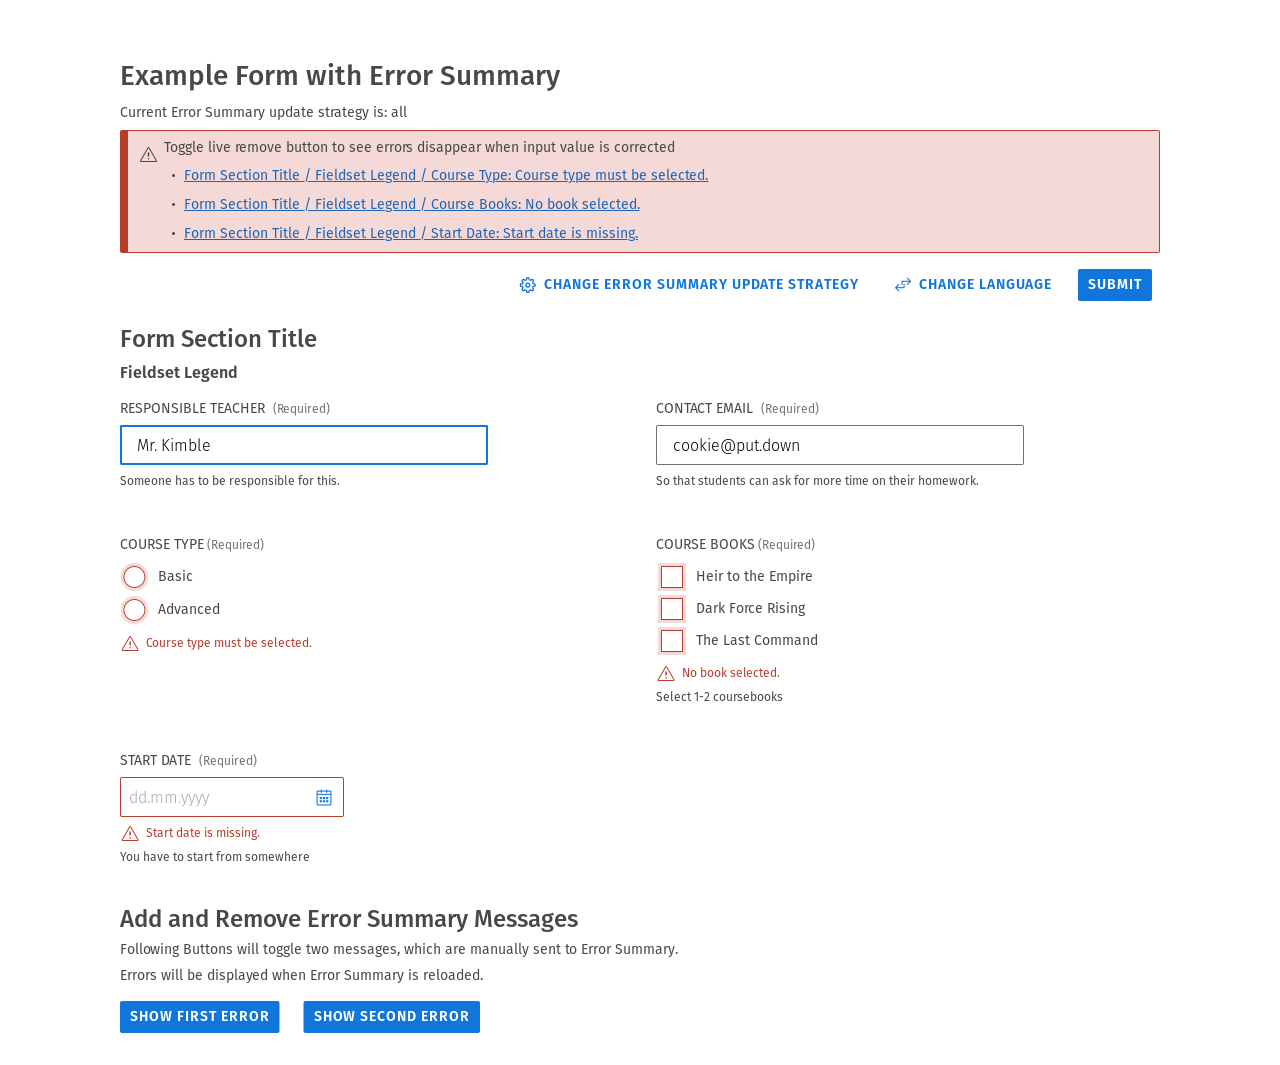 Example Form with Error Summary
Current Error Summary update strategy is: all
Toggle live remove button to see errors disappear when input value is corrected
• Form Section Title / Fieldset Legend / Course Type: Course type must be selected.
• Form Section Title / Fieldset Legend / Course Books: No book selected.
• Form Section Title / Fieldset Legend / Start Date: Start date is missing.
CHANGE ERROR SUMMARY UPDATE STRATEGY CHANGE LANGUAGE SUBMIT
Form Section Title
Fieldset Legend
RESPONSIBLE TEACHER (Required)
Mr. Kimble
Someone has to be responsible for this.
CONTACT EMAIL (Required)
cookie@put.down
So that students can ask for more time on their homework.
COURSE TYPE (Required)
Basic
Advanced
Course type must be selected.
COURSE BOOKS (Required)
Heir to the Empire
Dark Force Rising
The Last Command
No book selected.
Select 1-2 coursebooks
START DATE (Required)
dd.mm.yyyy
Start date is missing.
You have to start from somewhere
Add and Remove Error Summary Messages
Following Buttons will toggle two messages, which are manually sent to Error Summary.
Errors will be displayed when Error Summary is reloaded.
SHOW FIRST ERROR SHOW SECOND ERROR